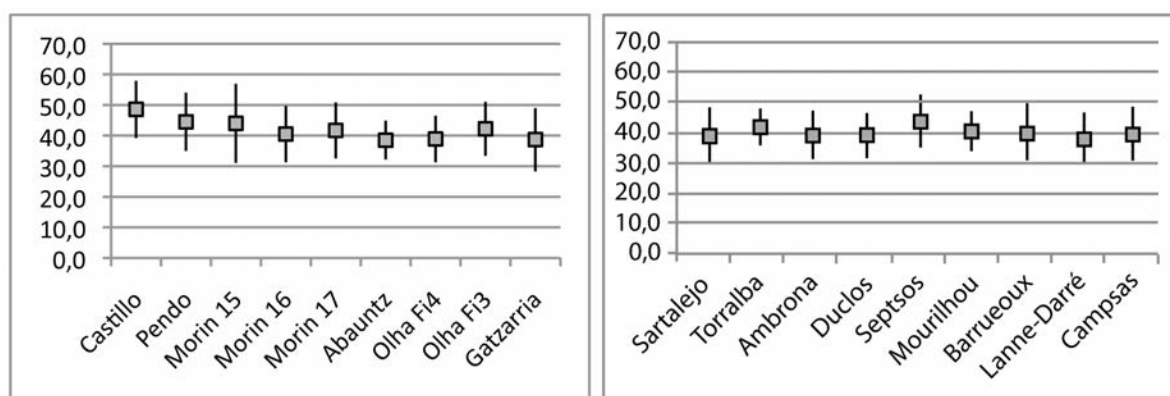 70,0
60,0
50,0
40,0
30,0
20,0
10,0
0,0
Castillo
Pendo
Morin 15
Morin 16
Morin 17
Abauntz
Olha Fi4
Olha Fi3
Gatzarria
70,0
60,0
50,0
40,0
30,0
20,0
10,0
0,0
Sartalejo
Torralba
Ambrona
Duclos
Septsos
Mourilhou
Barrueoux
Lanne-Darré
Campsas